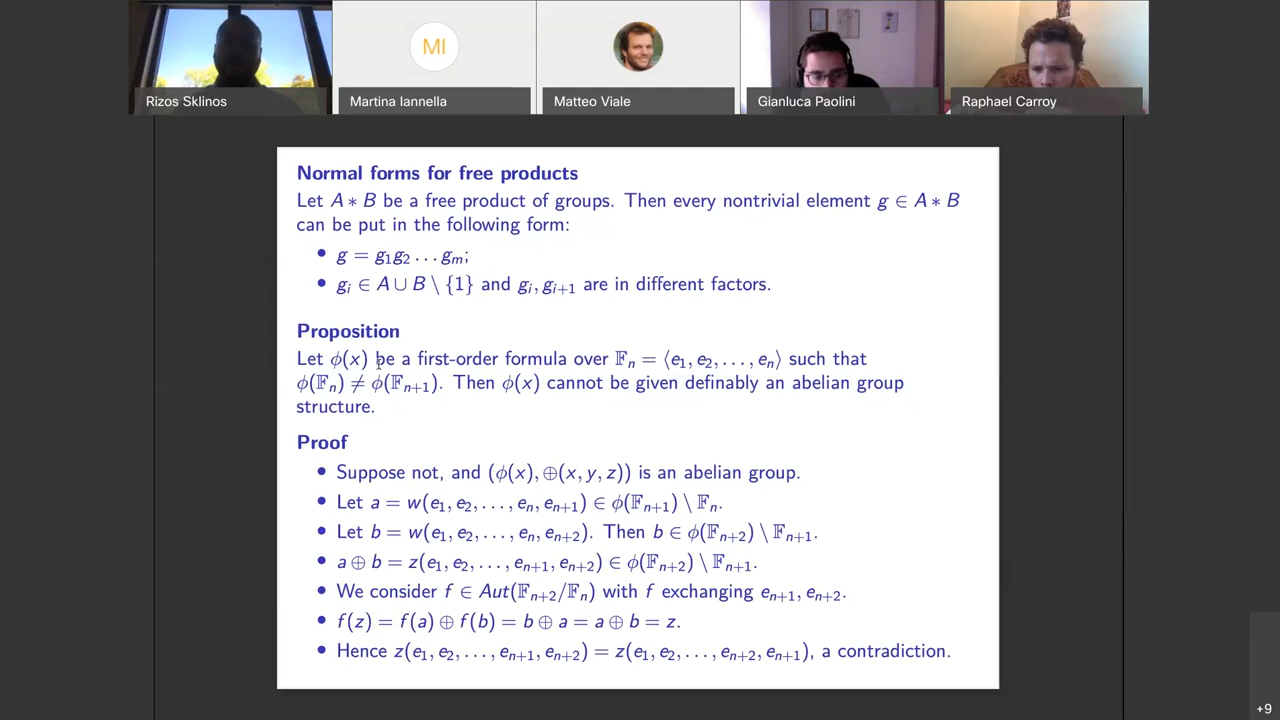 MI
Rizos Sklinos
Martina Iannella
Matteo Viale
Gianluca Paolini
Raphael Carroy
Normal forms for free products
Let A ∗ B be a free product of groups. Then every nontrivial element g ∈ A ∗ B
can be put in the following form:
• g = g₁g₂ . . . gₘ;
• gᵢ ∈ A ∪ B \ {1} and gᵢ, gᵢ₊₁ are in different factors.
Proposition
Let ϕ(x) be a first-order formula over 𝔽ₙ = ⟨e₁, e₂, . . . , eₙ⟩ such that
ϕ(𝔽ₙ) ≠ ϕ(𝔽ₙ₊₁). Then ϕ(x) cannot be given definably an abelian group
structure.
Proof
• Suppose not, and (ϕ(x), ⊕(x, y, z)) is an abelian group.
• Let a = w(e₁, e₂, . . . , eₙ, eₙ₊₁) ∈ ϕ(𝔽ₙ₊₁) \ 𝔽ₙ.
• Let b = w(e₁, e₂, . . . , eₙ, eₙ₊₂). Then b ∈ ϕ(𝔽ₙ₊₂) \ 𝔽ₙ₊₁.
• a ⊕ b = z(e₁, e₂, . . . , eₙ₊₁, eₙ₊₂) ∈ ϕ(𝔽ₙ₊₂) \ 𝔽ₙ₊₁.
• We consider f ∈ Aut(𝔽ₙ₊₂/𝔽ₙ) with f exchanging eₙ₊₁, eₙ₊₂.
• f(z) = f(a) ⊕ f(b) = b ⊕ a = a ⊕ b = z.
• Hence z(e₁, e₂, . . . , eₙ₊₁, eₙ₊₂) = z(e₁, e₂, . . . , eₙ₊₂, eₙ₊₁), a contradiction.
+9